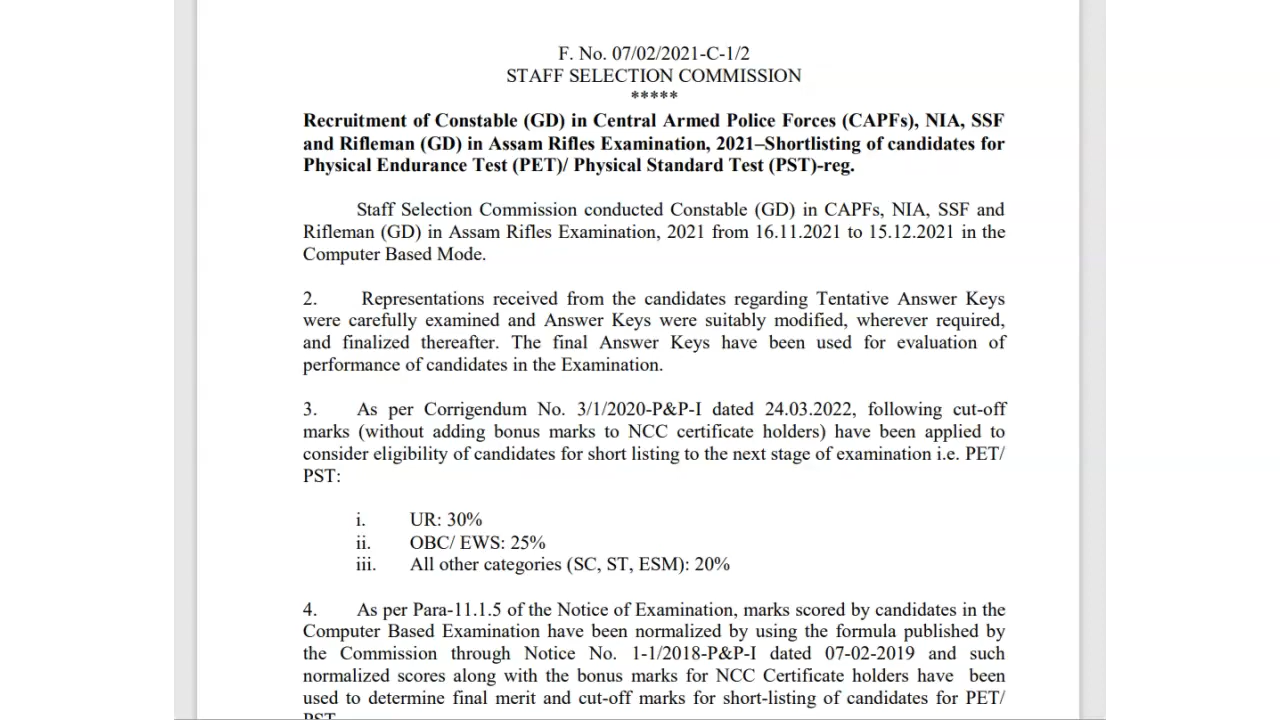 F. No. 07/02/2021-C-1/2
STAFF SELECTION COMMISSION
*****
Recruitment of Constable (GD) in Central Armed Police Forces (CAPFs), NIA, SSF
and Rifleman (GD) in Assam Rifles Examination, 2021–Shortlisting of candidates for
Physical Endurance Test (PET)/ Physical Standard Test (PST)-reg.
Staff Selection Commission conducted Constable (GD) in CAPFs, NIA, SSF and
Rifleman (GD) in Assam Rifles Examination, 2021 from 16.11.2021 to 15.12.2021 in the
Computer Based Mode.
2. Representations received from the candidates regarding Tentative Answer Keys
were carefully examined and Answer Keys were suitably modified, wherever required,
and finalized thereafter. The final Answer Keys have been used for evaluation of
performance of candidates in the Examination.
3. As per Corrigendum No. 3/1/2020-P&P-I dated 24.03.2022, following cut-off
marks (without adding bonus marks to NCC certificate holders) have been applied to
consider eligibility of candidates for short listing to the next stage of examination i.e. PET/
PST:
i. UR: 30%
ii. OBC/ EWS: 25%
iii. All other categories (SC, ST, ESM): 20%
4. As per Para-11.1.5 of the Notice of Examination, marks scored by candidates in the
Computer Based Examination have been normalized by using the formula published by
the Commission through Notice No. 1-1/2018-P&P-I dated 07-02-2019 and such
normalized scores along with the bonus marks for NCC Certificate holders have been
used to determine final merit and cut-off marks for short-listing of candidates for PET/
PST.